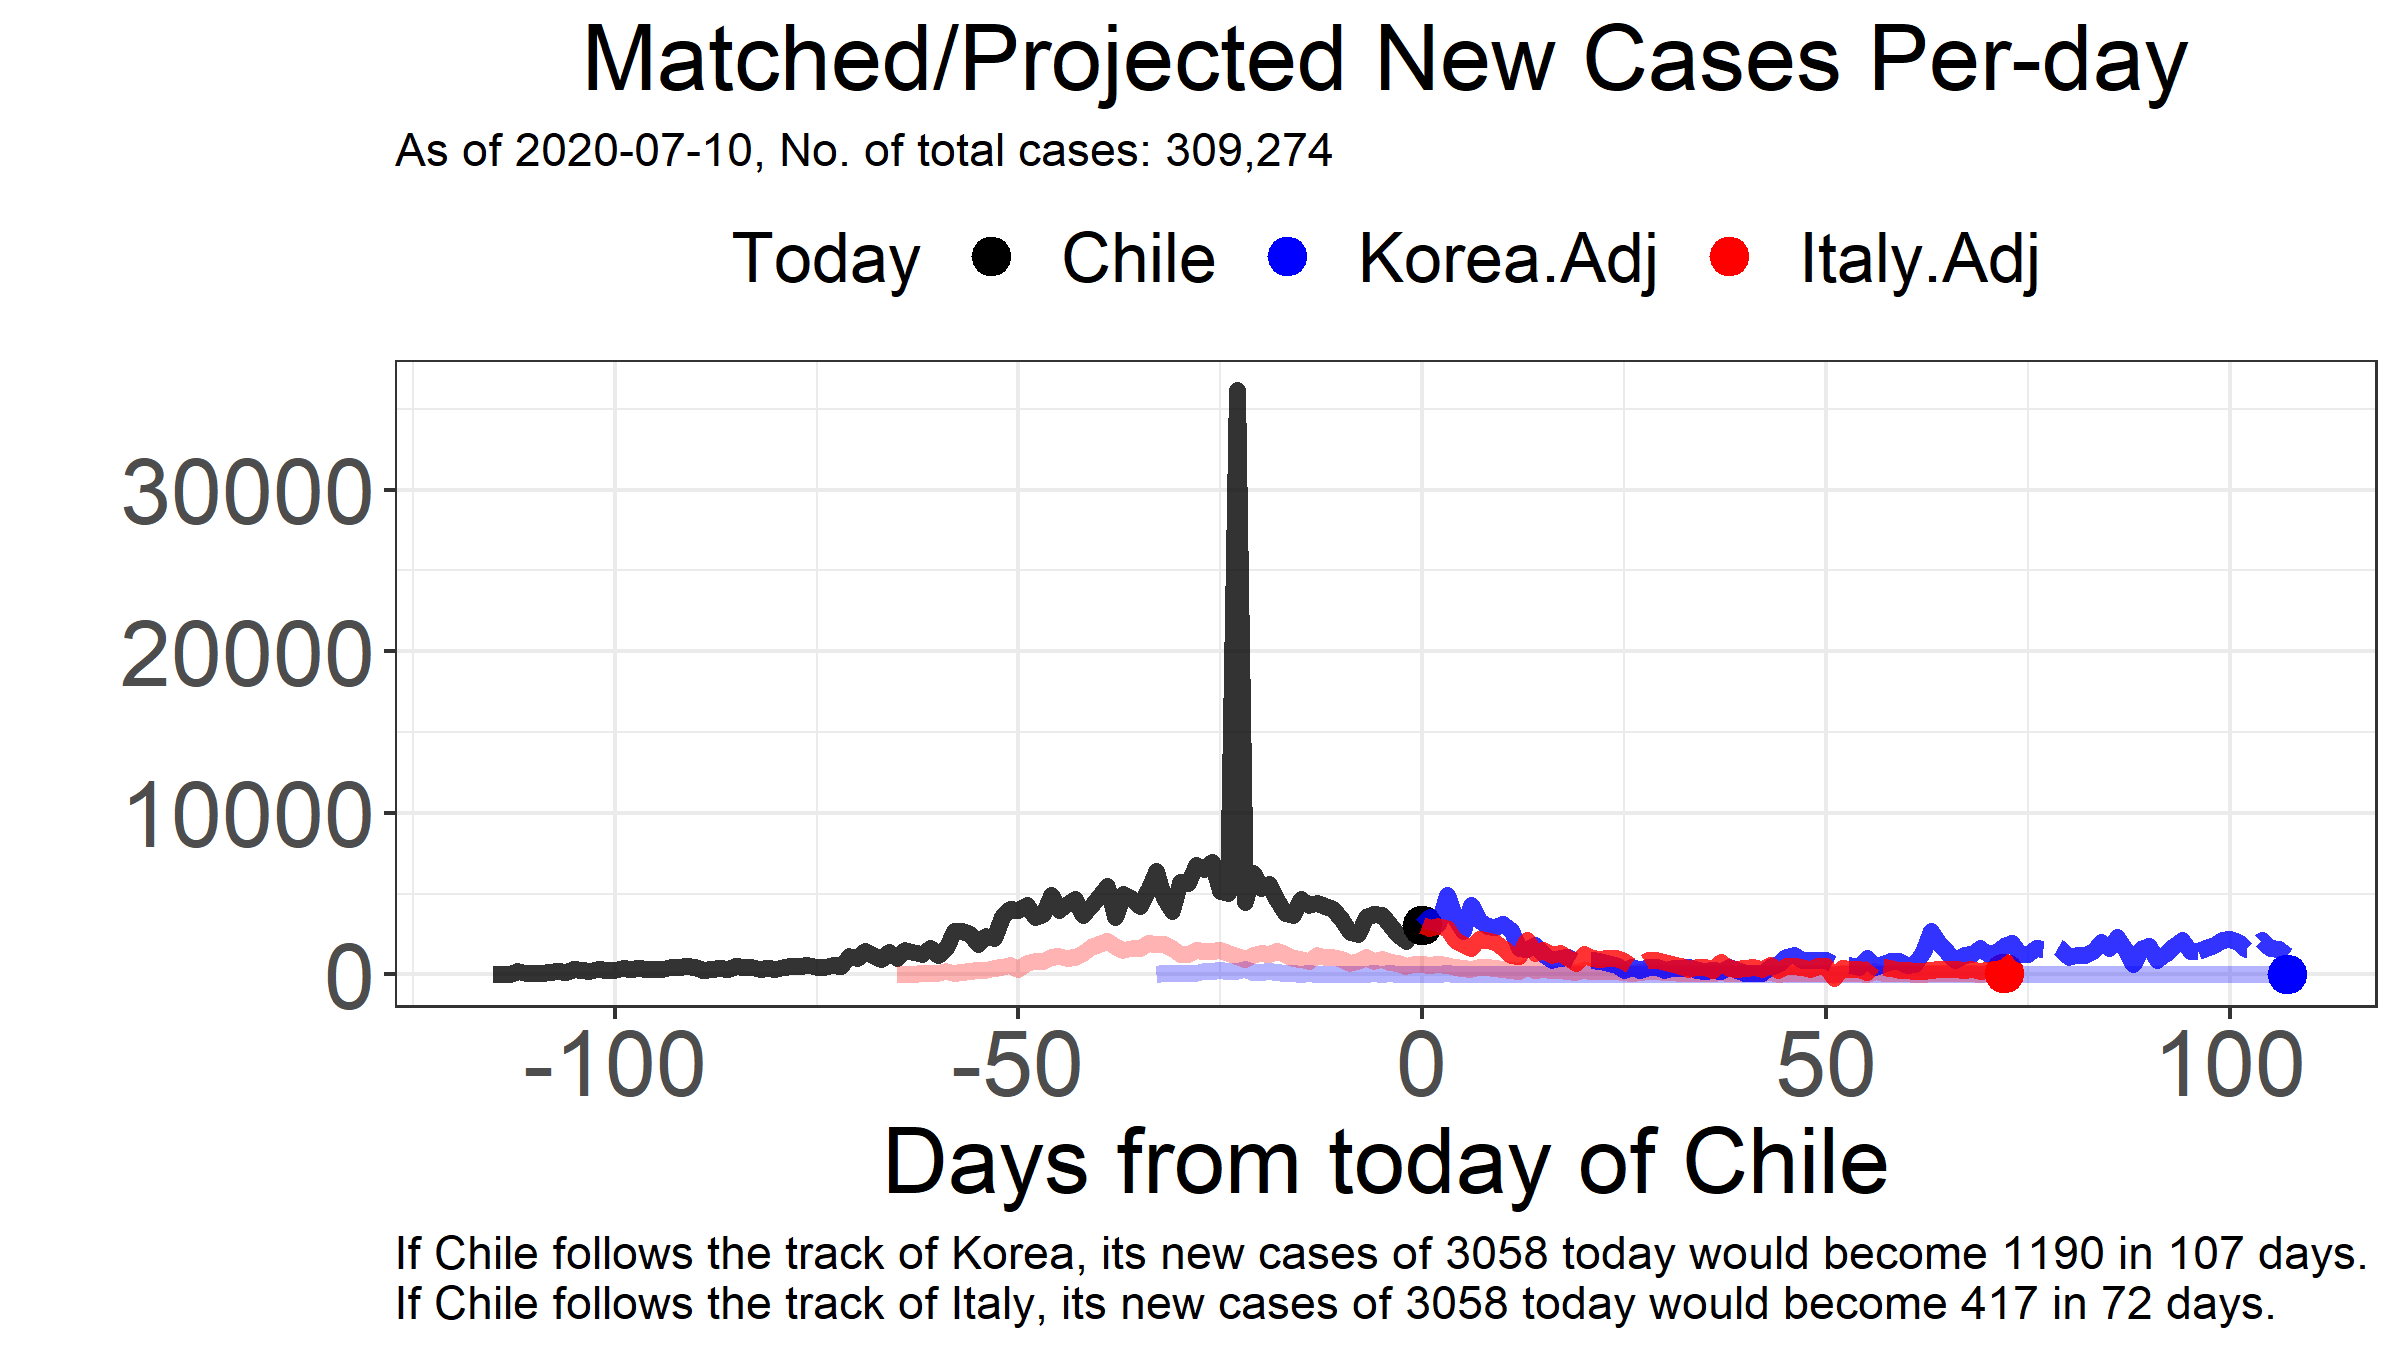 Matched/Projected New Cases Per-day
As of 2020-07-10, No. of total cases: 309,274
Today Chile Korea.Adj Italy.Adj
30000
20000
10000
0
-100 -50 0 50 100
Days from today of Chile
If Chile follows the track of Korea, its new cases of 3058 today would become 1190 in 107 days.
If Chile follows the track of Italy, its new cases of 3058 today would become 417 in 72 days.